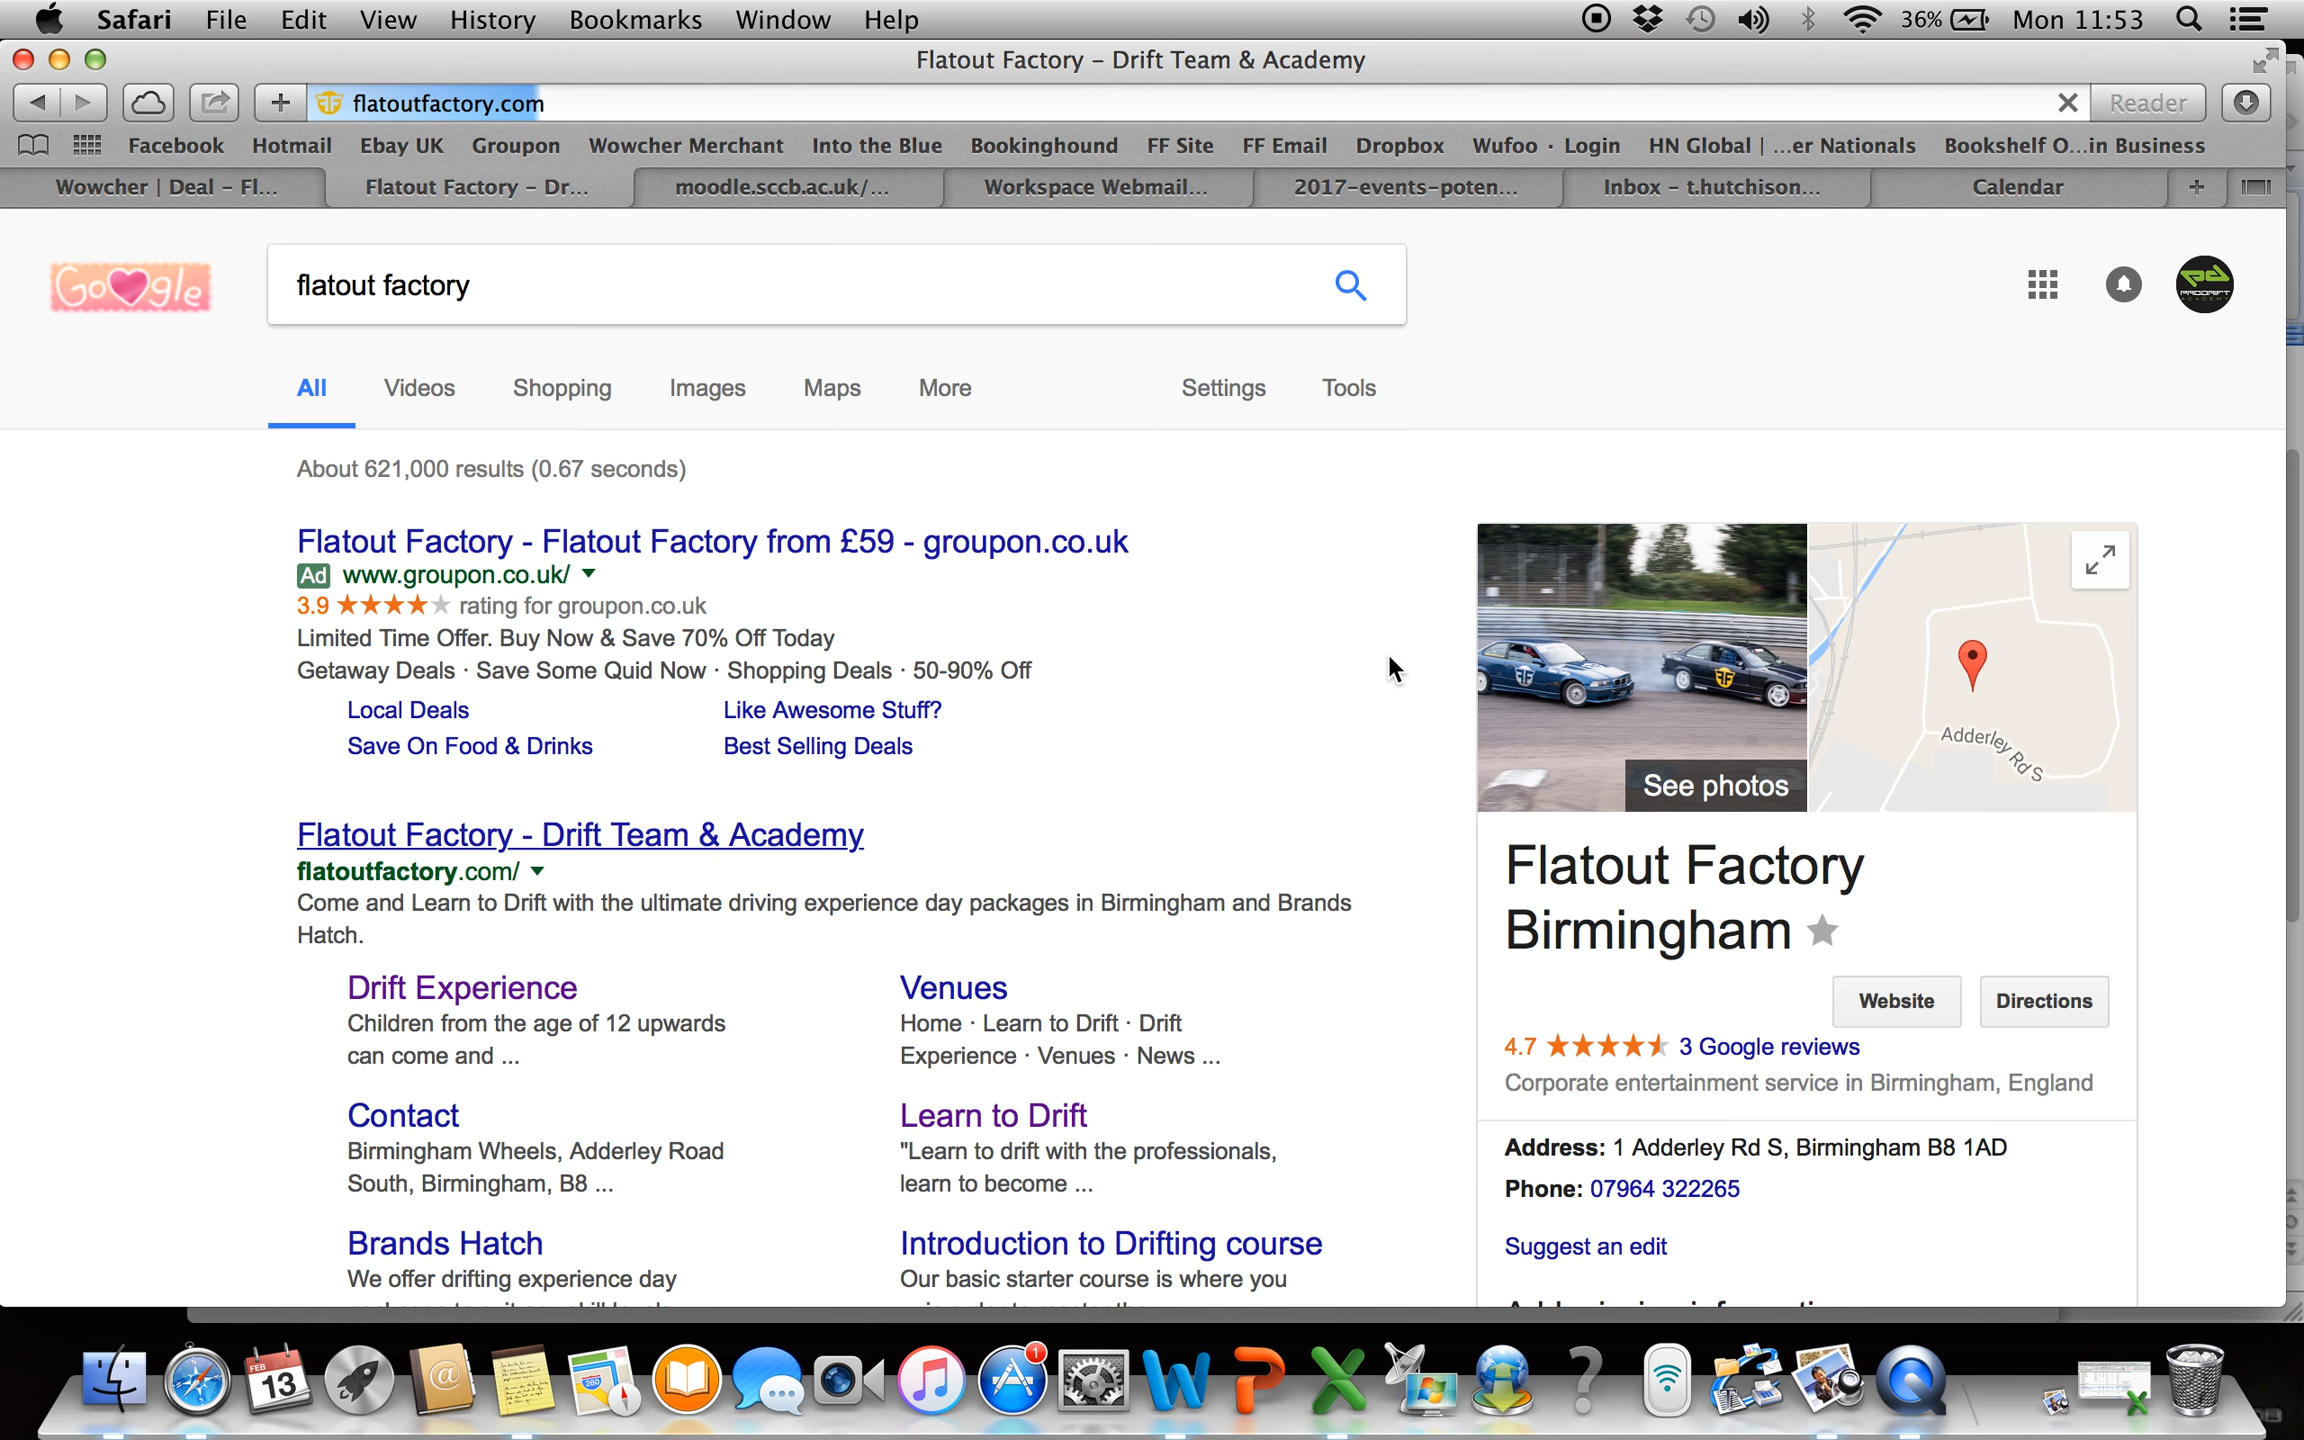 Safari File Edit View History Bookmarks Window Help 36% Mon 11:53
Flatout Factory – Drift Team & Academy
flatoutfactory.com Reader
Facebook Hotmail Ebay UK Groupon Wowcher Merchant Into the Blue Bookinghound FF Site FF Email Dropbox Wufoo · Login HN Global | ...er Nationals Bookshelf O...in Business
Wowcher | Deal – Fl... Flatout Factory – Dr... moodle.sccb.ac.uk/... Workspace Webmail... 2017-events-poten... Inbox – t.hutchison... Calendar
Google flatout factory
All Videos Shopping Images Maps More Settings Tools
About 621,000 results (0.67 seconds)
Flatout Factory - Flatout Factory from £59 - groupon.co.uk
Ad www.groupon.co.uk/
3.9 rating for groupon.co.uk
Limited Time Offer. Buy Now & Save 70% Off Today
Getaway Deals · Save Some Quid Now · Shopping Deals · 50-90% Off
Local Deals Like Awesome Stuff?
Save On Food & Drinks Best Selling Deals
Flatout Factory - Drift Team & Academy
flatoutfactory.com/
Come and Learn to Drift with the ultimate driving experience day packages in Birmingham and Brands
Hatch.
Drift Experience
Children from the age of 12 upwards
can come and ...
Venues
Home · Learn to Drift · Drift
Experience · Venues · News ...
Contact
Birmingham Wheels, Adderley Road
South, Birmingham, B8 ...
Learn to Drift
"Learn to drift with the professionals,
learn to become ...
Brands Hatch
We offer drifting experience day
Introduction to Drifting course
Our basic starter course is where you
See photos
Adderley Rd S
Flatout Factory
Birmingham
Website Directions
4.7 3 Google reviews
Corporate entertainment service in Birmingham, England
Address: 1 Adderley Rd S, Birmingham B8 1AD
Phone: 07964 322265
Suggest an edit
FEB
13
280
1